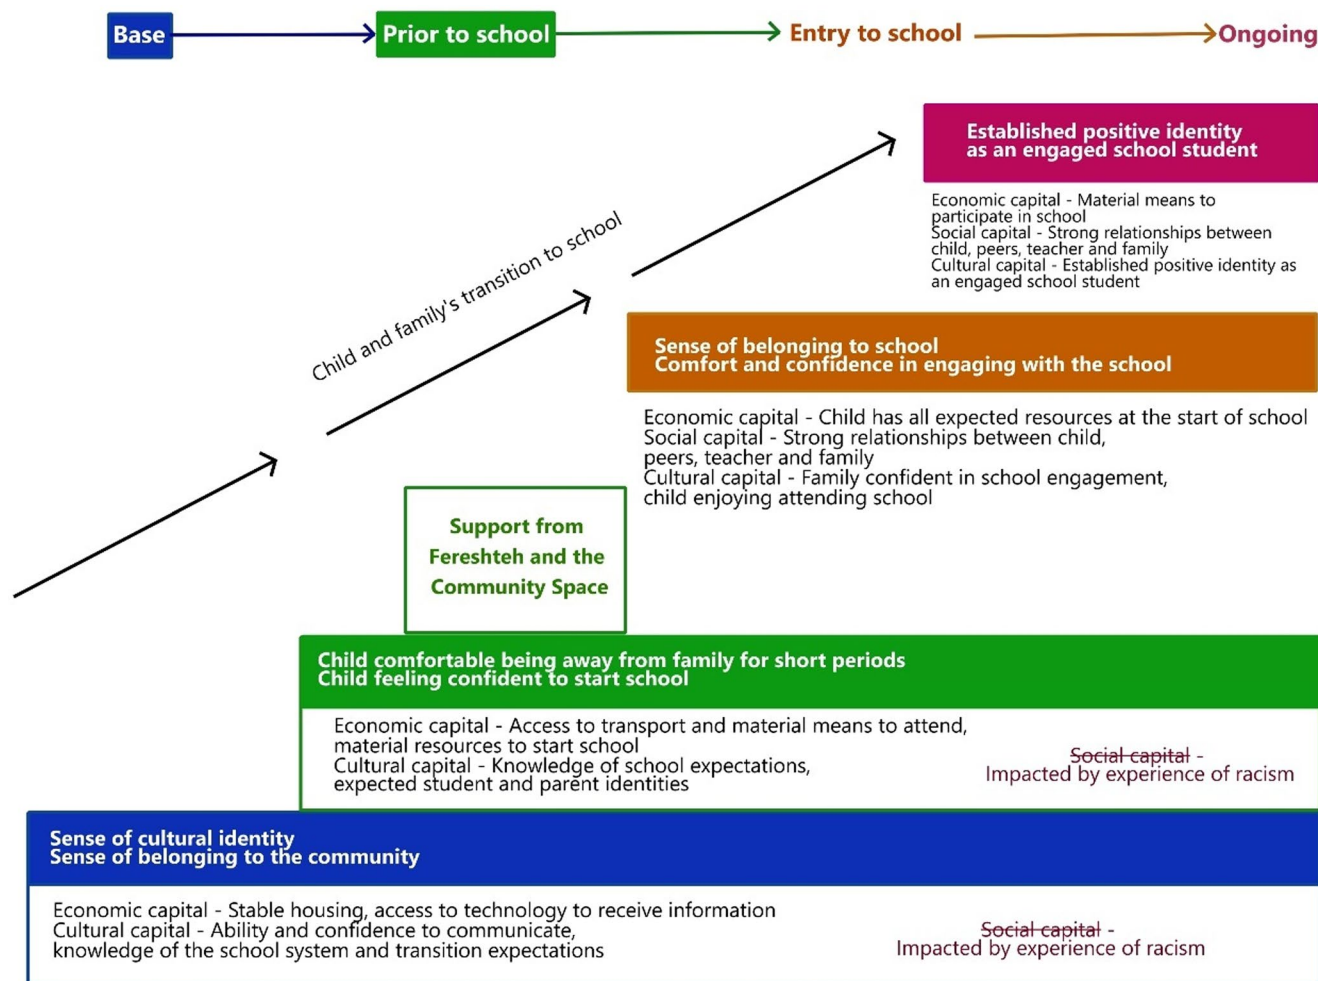 Base
Prior to school
Entry to school
Ongoing
Established positive identity
as an engaged school student
Economic capital - Material means to
participate in school
Social capital - Strong relationships between
child, peers, teacher and family
Cultural capital - Established positive identity as
an engaged school student
Child and family's transition to school
Sense of belonging to school
Comfort and confidence in engaging with the school
Economic capital - Child has all expected resources at the start of school
Social capital - Strong relationships between child,
peers, teacher and family
Cultural capital - Family confident in school engagement,
child enjoying attending school
Support from
Fereshteh and the
Community Space
Child comfortable being away from family for short periods
Child feeling confident to start school
Economic capital - Access to transport and material means to attend,
material resources to start school
Cultural capital - Knowledge of school expectations,
expected student and parent identities
Social capital -
Impacted by experience of racism
Sense of cultural identity
Sense of belonging to the community
Economic capital - Stable housing, access to technology to receive information
Cultural capital - Ability and confidence to communicate,
knowledge of the school system and transition expectations
Social capital -
Impacted by experience of racism